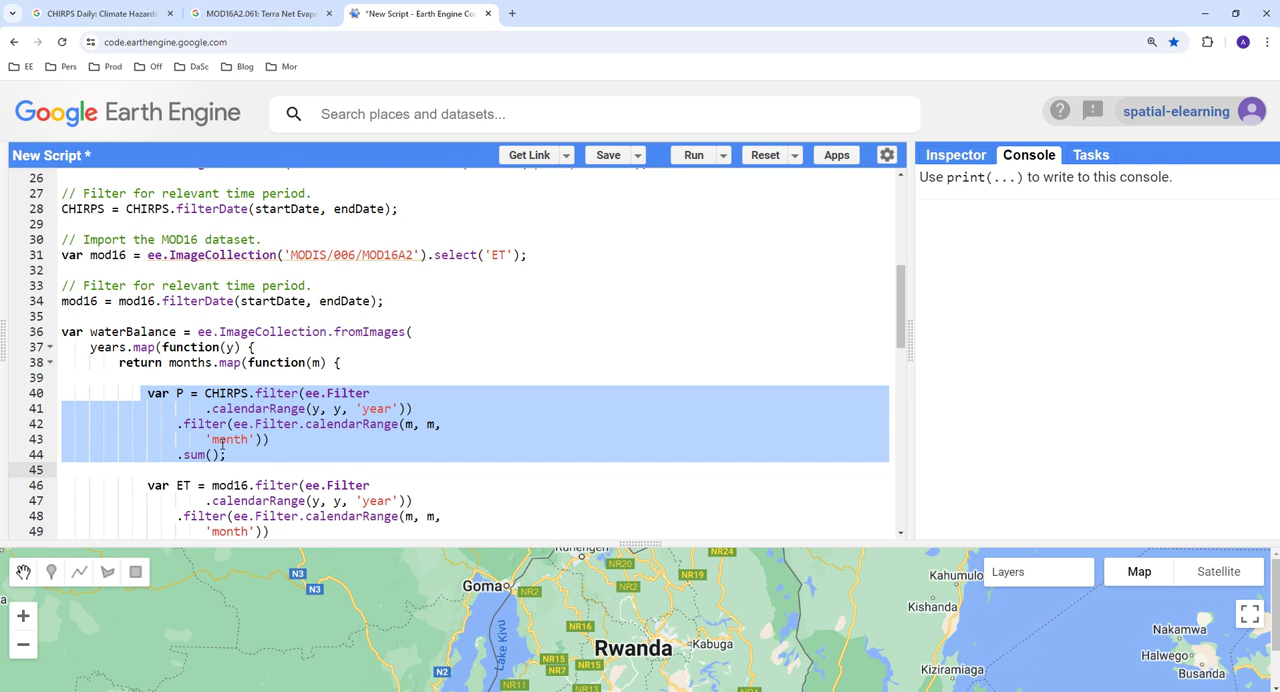 CHIRPS Daily: Climate Hazards
MOD16A2.061: Terra Net Evapo
*New Script - Earth Engine Co
code.earthengine.google.com
A
EE
Pers
Prod
Off
DaSc
Blog
Mor
Google Earth Engine
Search places and datasets...
spatial-elearning
New Script *
Get Link
Save
Run
Reset
Apps
Inspector
Console
Tasks
Use print(...) to write to this console.
26
27 // Filter for relevant time period.
28 CHIRPS = CHIRPS.filterDate(startDate, endDate);
29
30 // Import the MOD16 dataset.
31 var mod16 = ee.ImageCollection('MODIS/006/MOD16A2').select('ET');
32
33 // Filter for relevant time period.
34 mod16 = mod16.filterDate(startDate, endDate);
35
36 var waterBalance = ee.ImageCollection.fromImages(
37 years.map(function(y) {
38 return months.map(function(m) {
39
40 var P = CHIRPS.filter(ee.Filter
41 .calendarRange(y, y, 'year'))
42 .filter(ee.Filter.calendarRange(m, m,
43 'month'))
44 .sum();
45
46 var ET = mod16.filter(ee.Filter
47 .calendarRange(y, y, 'year'))
48 .filter(ee.Filter.calendarRange(m, m,
49 'month'))
Layers
Map
Satellite
NR24
NR20
N3
N3
Goma
NR2
NR2
NR19
Kahumulo
Kishanda
NR16
Lake Kivu
Rwanda
Kabuga
Nakamwa
NR15
NR15
NR7
NR15
N2
NR11
NR13
Halwego
Kiziramiaga
Busanda